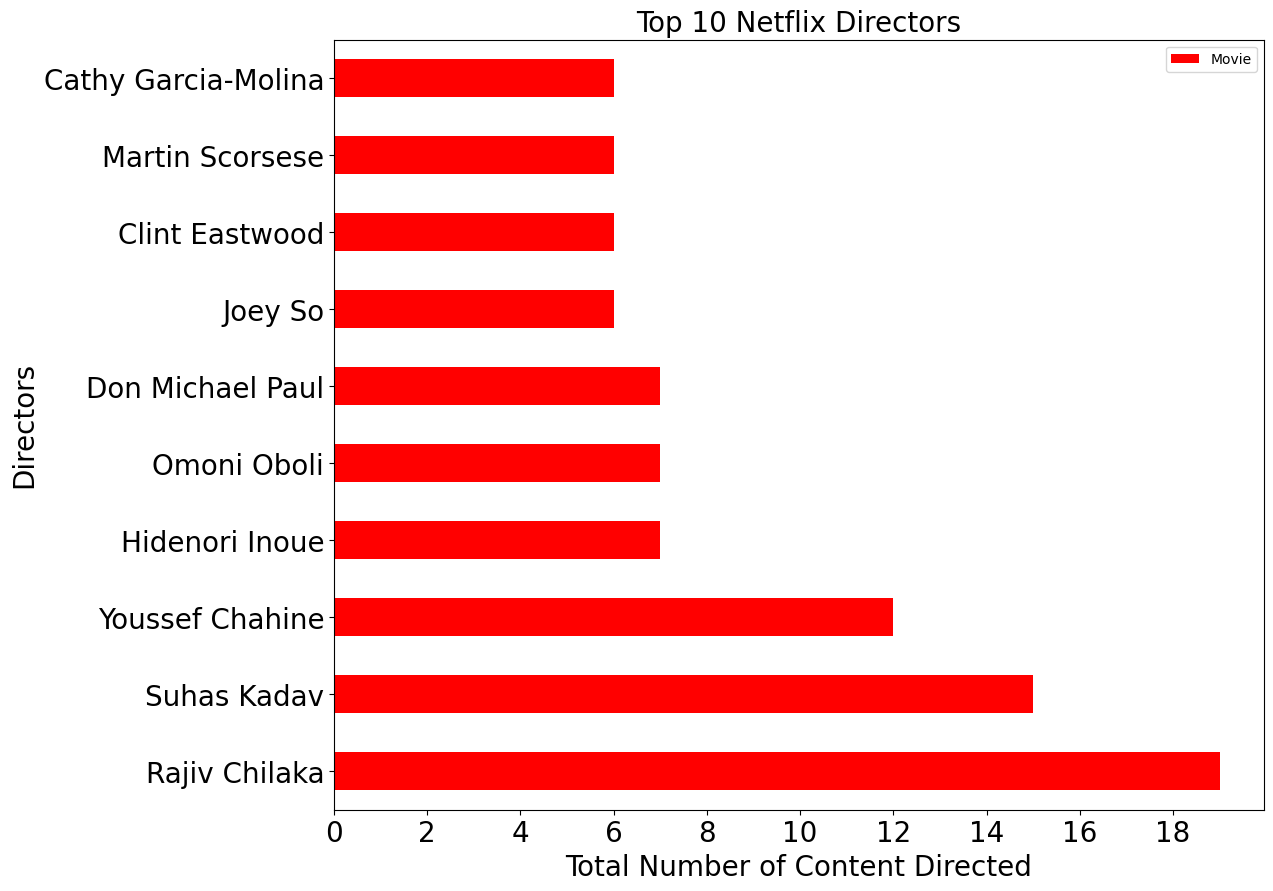 Top 10 Netflix Directors
Movie
Cathy Garcia-Molina
Martin Scorsese
Clint Eastwood
Joey So
Don Michael Paul
Omoni Oboli
Hidenori Inoue
Youssef Chahine
Suhas Kadav
Rajiv Chilaka
Directors
0 2 4 6 8 10 12 14 16 18
Total Number of Content Directed